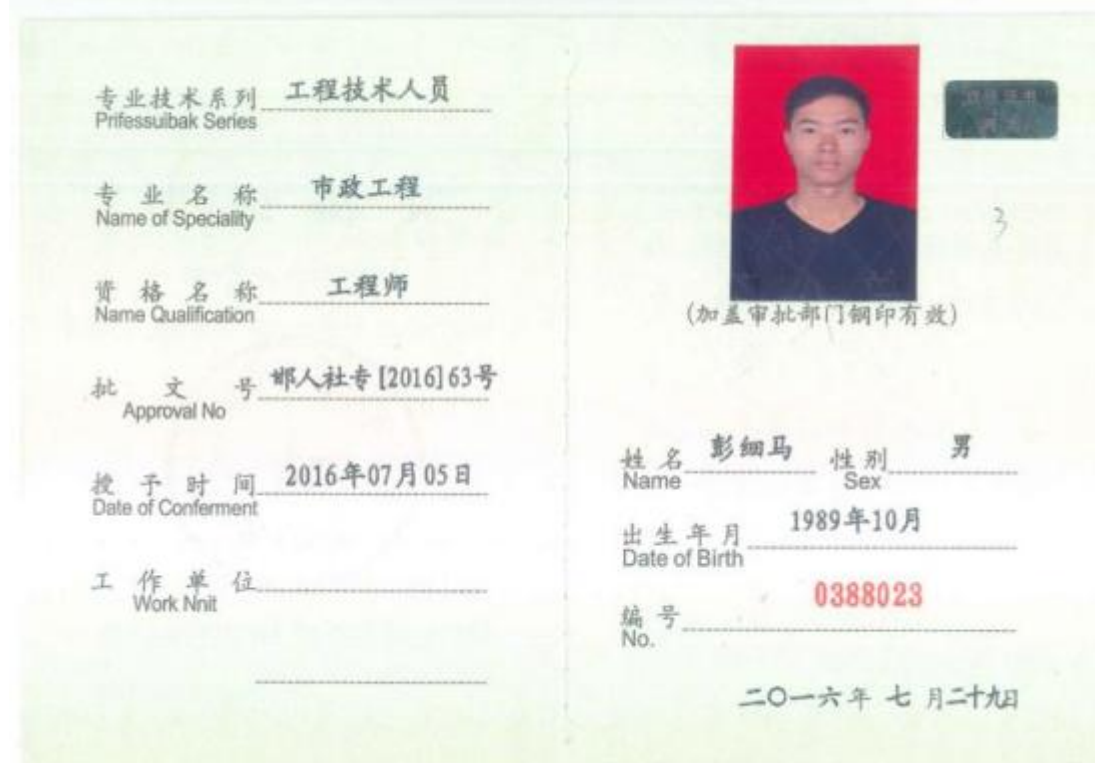 专业技术系列 工程技术人员
Prifessuibak Series
专业名称 市政工程
Name of Speciality
资格名称 工程师
Name Qualification
批文号 邯人社专[2016]63号
Approval No
授予时间 2016年07月05日
Date of Conferment
工作单位
Work Nnit
3
(加盖审批部门钢印有效)
姓名 彭细马 性别 男
Name Sex
出生年月 1989年10月
Date of Birth
编号 0388023
No.
二〇一六年 七 月二十九日